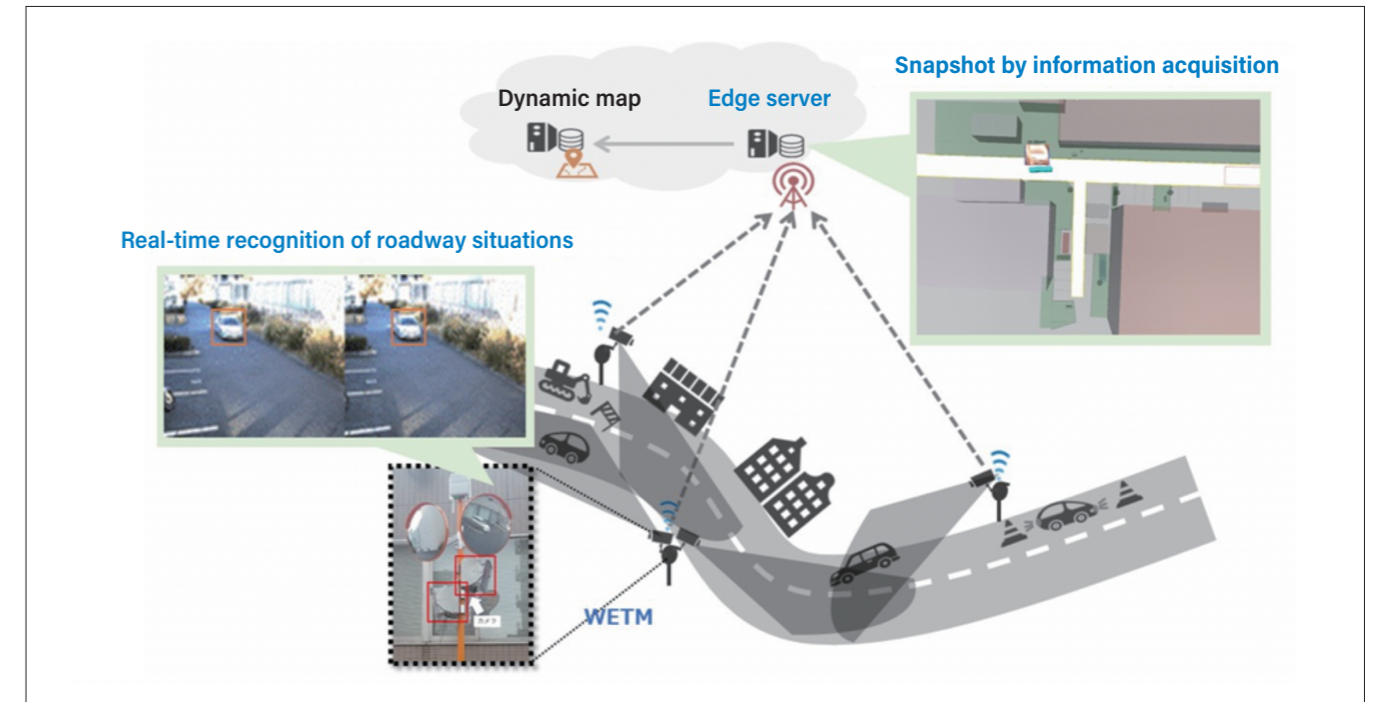 Snapshot by information acquisition
Dynamic map
Edge server
Real-time recognition of roadway situations
カメラ
WETM